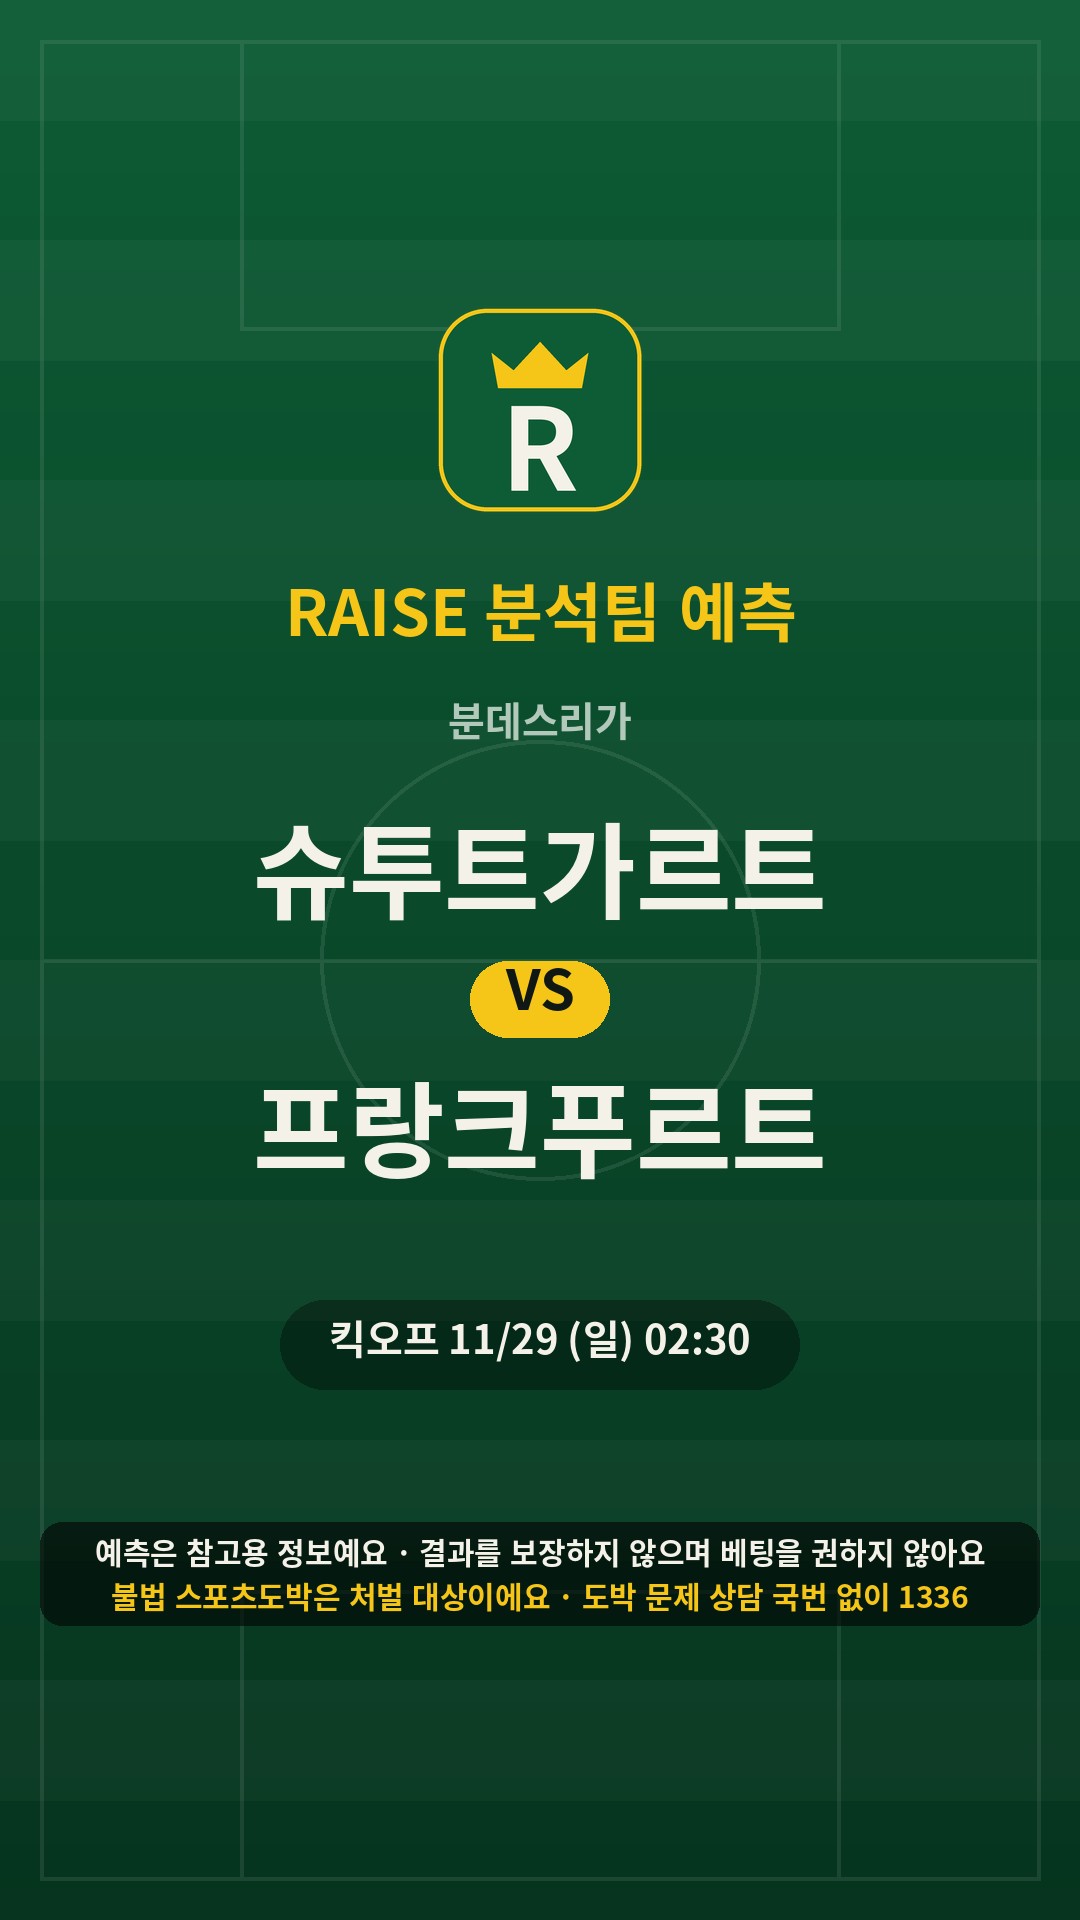 R
RAISE 분석팀 예측
분데스리가
슈투트가르트
VS
프랑크푸르트
킥오프 11/29 (일) 02:30
예측은 참고용 정보예요 · 결과를 보장하지 않으며 베팅을 권하지 않아요
불법 스포츠도박은 처벌 대상이에요 · 도박 문제 상담 국번 없이 1336